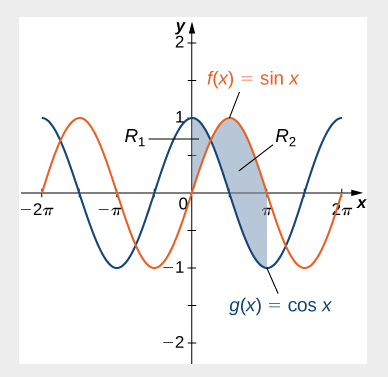 y
2
f(x) = sin x
1
R₁
R₂
−2π
−π
0
π
2π
x
−1
g(x) = cos x
−2